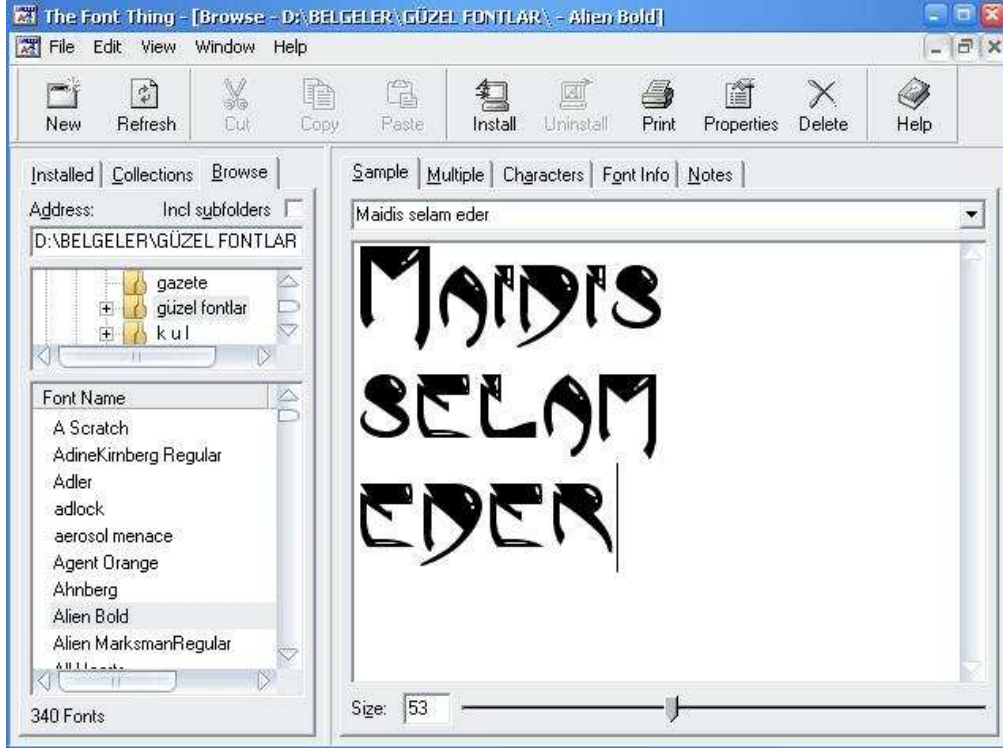 The Font Thing - [Browse - D:\BELGELER\GÜZEL FONTLAR\ - Alien Bold]
File Edit View Window Help
New Refresh Cut Copy Paste Install Uninstall Print Properties Delete Help
Installed Collections Browse
Address: Incl subfolders
D:\BELGELER\GÜZEL FONTLAR
gazete
güzel fontlar
k u l
Font Name
A Scratch
AdineKirnberg Regular
Adler
adlock
aerosol menace
Agent Orange
Ahnberg
Alien Bold
Alien MarksmanRegular
340 Fonts
Sample Multiple Characters Font Info Notes
Maidis selam eder
Maidis
selam
eder
Size: 53